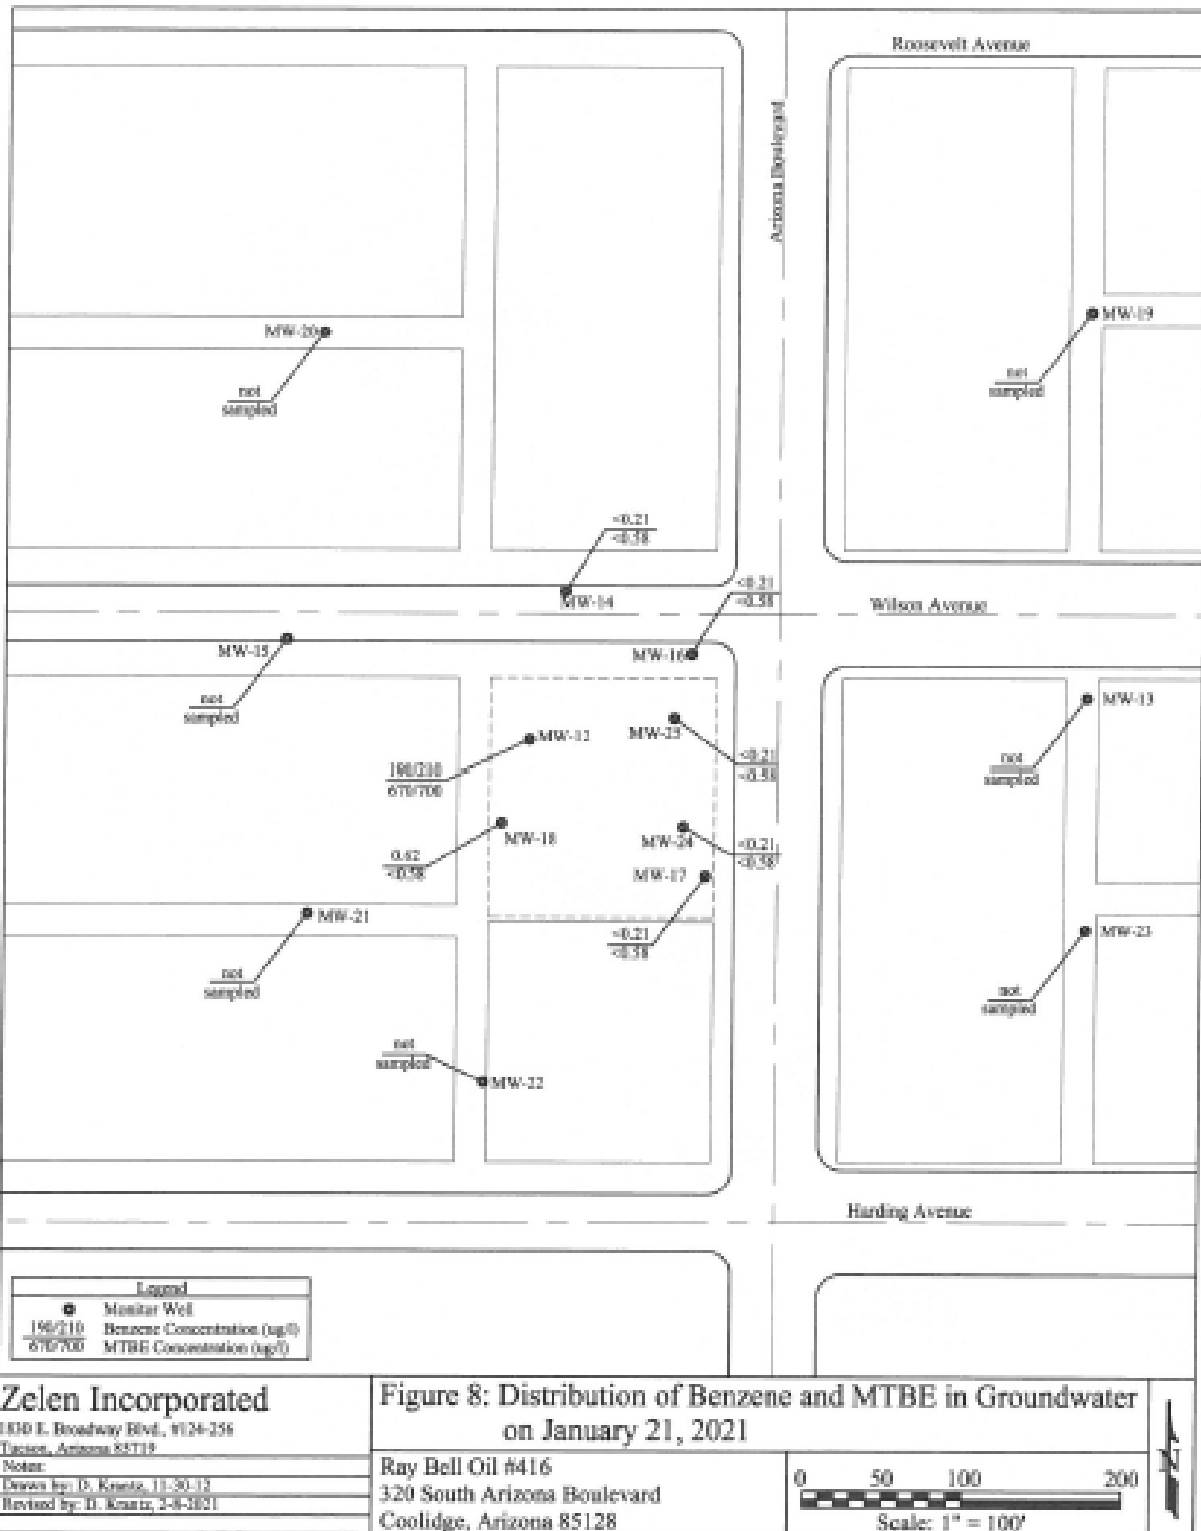 Roosevelt Avenue
Arizona Boulevard
MW-20
not
sampled
MW-19
not
sampled
<0.21
<0.58
MW-14
<0.21
<0.58
Wilson Avenue
MW-15
not
sampled
MW-16
MW-13
not
sampled
MW-12
190/210
670/700
MW-25
<0.21
<0.58
MW-18
0.62
<0.58
MW-24
<0.21
<0.58
MW-17
<0.21
<0.58
MW-21
not
sampled
MW-23
not
sampled
not
sampled
MW-22
Harding Avenue
Legend
Monitor Well
190/210 Benzene Concentration (ug/l)
670/700 MTBE Concentration (ug/l)
Zelen Incorporated
1830 E. Broadway Blvd., #124-256
Tucson, Arizona 85719
Notes:
Drawn by: D. Krantz, 11-30-12
Revised by: D. Krantz, 2-8-2021
Figure 8: Distribution of Benzene and MTBE in Groundwater
on January 21, 2021
Ray Bell Oil #416
320 South Arizona Boulevard
Coolidge, Arizona 85128
0 50 100 200
Scale: 1" = 100'
N